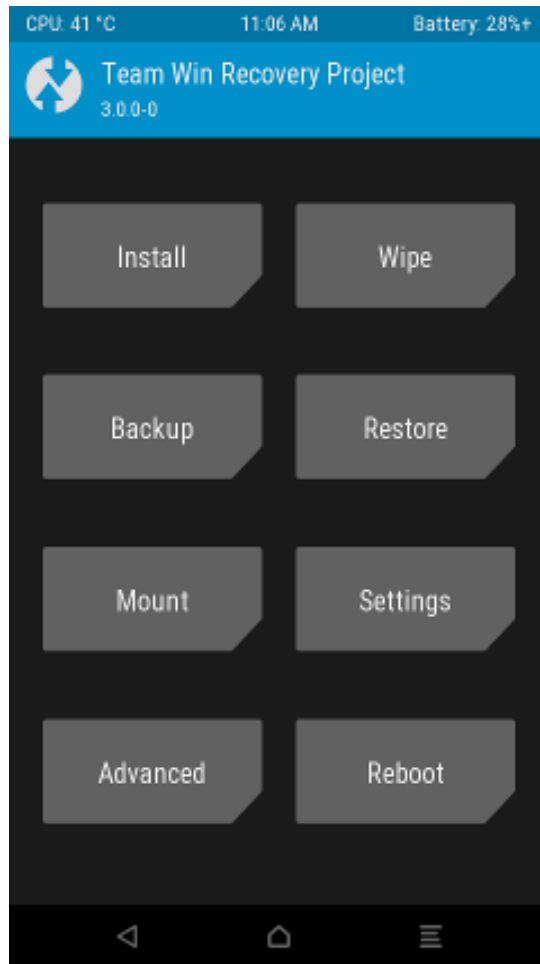 CPU: 41 °C 11:06 AM Battery: 28%+
Team Win Recovery Project
3.0.0-0
Install Wipe
Backup Restore
Mount Settings
Advanced Reboot